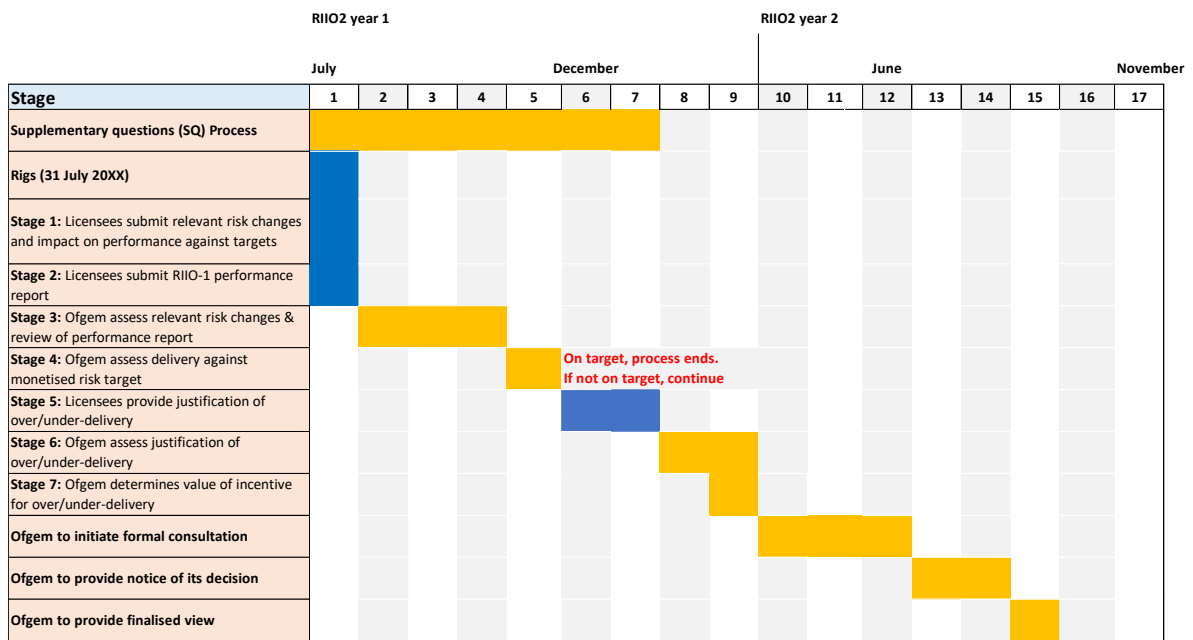 RIIO2 year 1
RIIO2 year 2
July
December
June
November
Stage
1
2
3
4
5
6
7
8
9
10
11
12
13
14
15
16
17
Supplementary questions (SQ) Process
Rigs (31 July 20XX)
Stage 1: Licensees submit relevant risk changes
and impact on performance against targets
Stage 2: Licensees submit RIIO-1 performance
report
Stage 3: Ofgem assess relevant risk changes &
review of performance report
Stage 4: Ofgem assess delivery against
monetised risk target
On target, process ends.
If not on target, continue
Stage 5: Licensees provide justification of
over/under-delivery
Stage 6: Ofgem assess justification of
over/under-delivery
Stage 7: Ofgem determines value of incentive
for over/under-delivery
Ofgem to initiate formal consultation
Ofgem to provide notice of its decision
Ofgem to provide finalised view